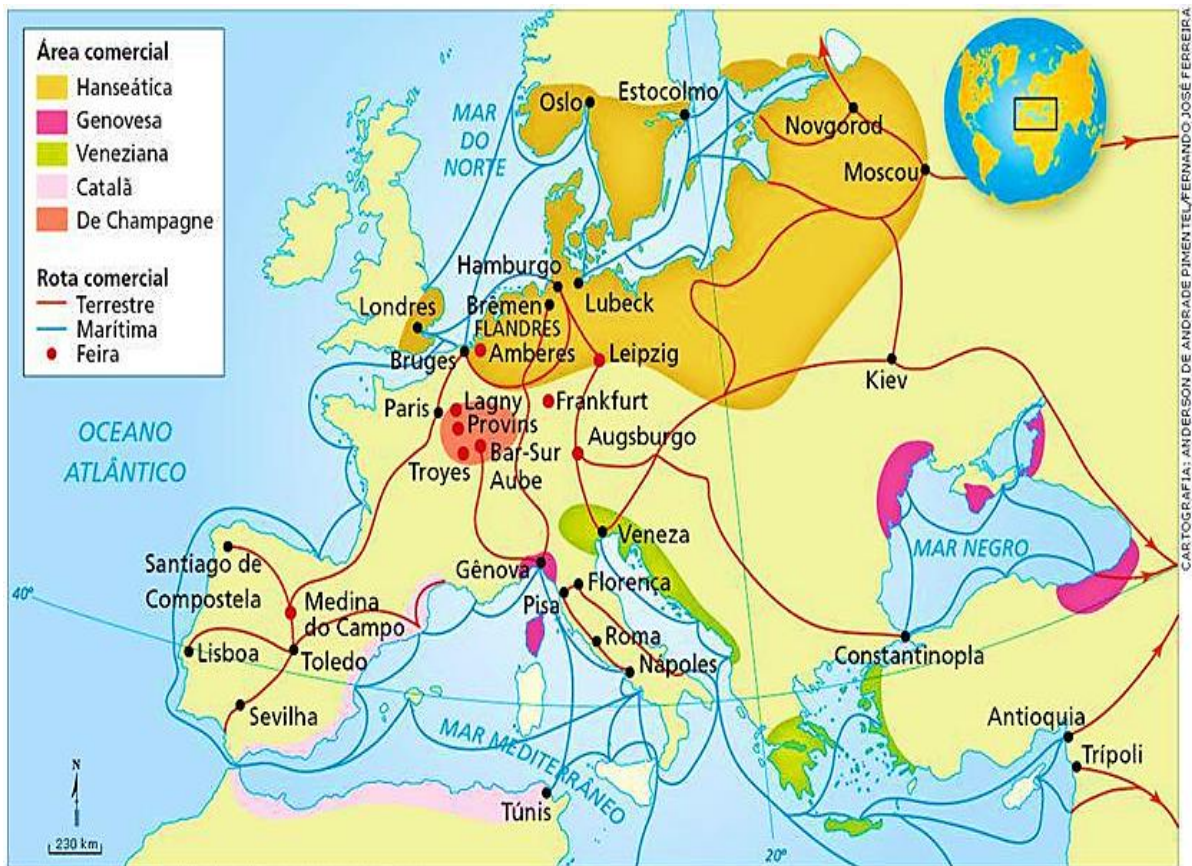 Área comercial
Hanseática
Genovesa
Veneziana
Catalã
De Champagne
Rota comercial
Terrestre
Marítima
Feira
MAR
DO
NORTE
Oslo
Estocolmo
Novgorod
Moscou
Hamburgo
Lubeck
Londres
Brêmen
FLANDRES
Bruges
Amberes
Leipzig
Kiev
Paris
Lagny
Frankfurt
Provins
Augsburgo
Troyes
Bar-Sur
Aube
OCEANO
ATLÂNTICO
Veneza
MAR NEGRO
Gênova
Florença
Santiago de
Compostela
Medina
do Campo
Pisa
Roma
Constantinopla
40°
Lisboa
Toledo
Nápoles
Sevilha
Antioquia
Trípoli
MAR MEDITERRÂNEO
Túnis
N
230 km
20°
CARTOGRAFIA: ANDERSON DE ANDRADE PIMENTEL/FERNANDO JOSÉ FERREIRA